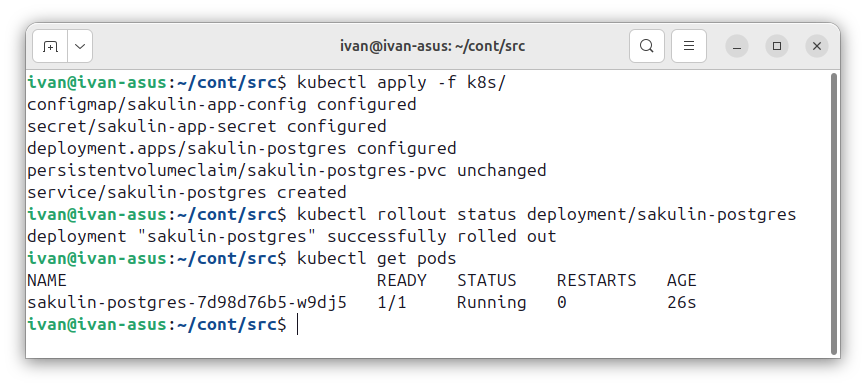 ivan@ivan-asus: ~/cont/src
ivan@ivan-asus:~/cont/src$ kubectl apply -f k8s/
configmap/sakulin-app-config configured
secret/sakulin-app-secret configured
deployment.apps/sakulin-postgres configured
persistentvolumeclaim/sakulin-postgres-pvc unchanged
service/sakulin-postgres created
ivan@ivan-asus:~/cont/src$ kubectl rollout status deployment/sakulin-postgres
deployment "sakulin-postgres" successfully rolled out
ivan@ivan-asus:~/cont/src$ kubectl get pods
NAME                                READY   STATUS    RESTARTS   AGE
sakulin-postgres-7d98d76b5-w9dj5   1/1     Running   0          26s
ivan@ivan-asus:~/cont/src$